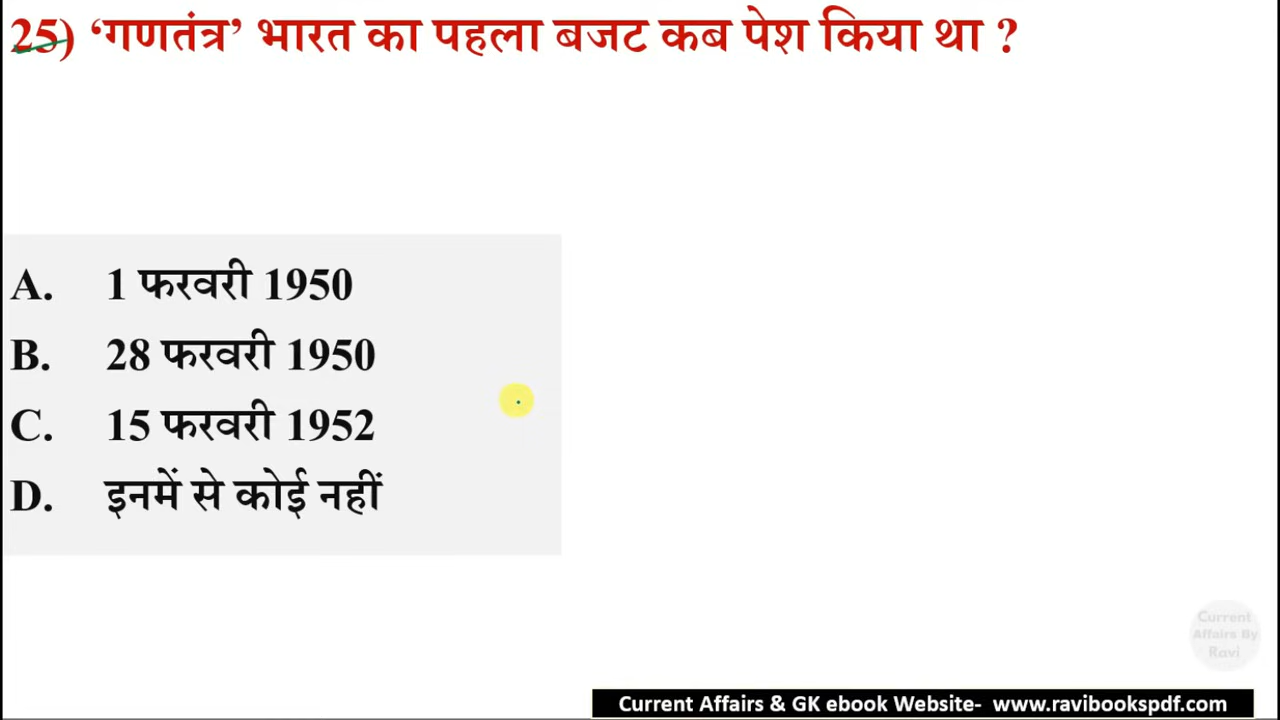 25) ‘गणतंत्र’ भारत का पहला बजट कब पेश किया था ?
A. 1 फरवरी 1950
B. 28 फरवरी 1950
C. 15 फरवरी 1952
D. इनमें से कोई नहीं
Current
Affairs By
Ravi
Current Affairs & GK ebook Website- www.ravibookspdf.com